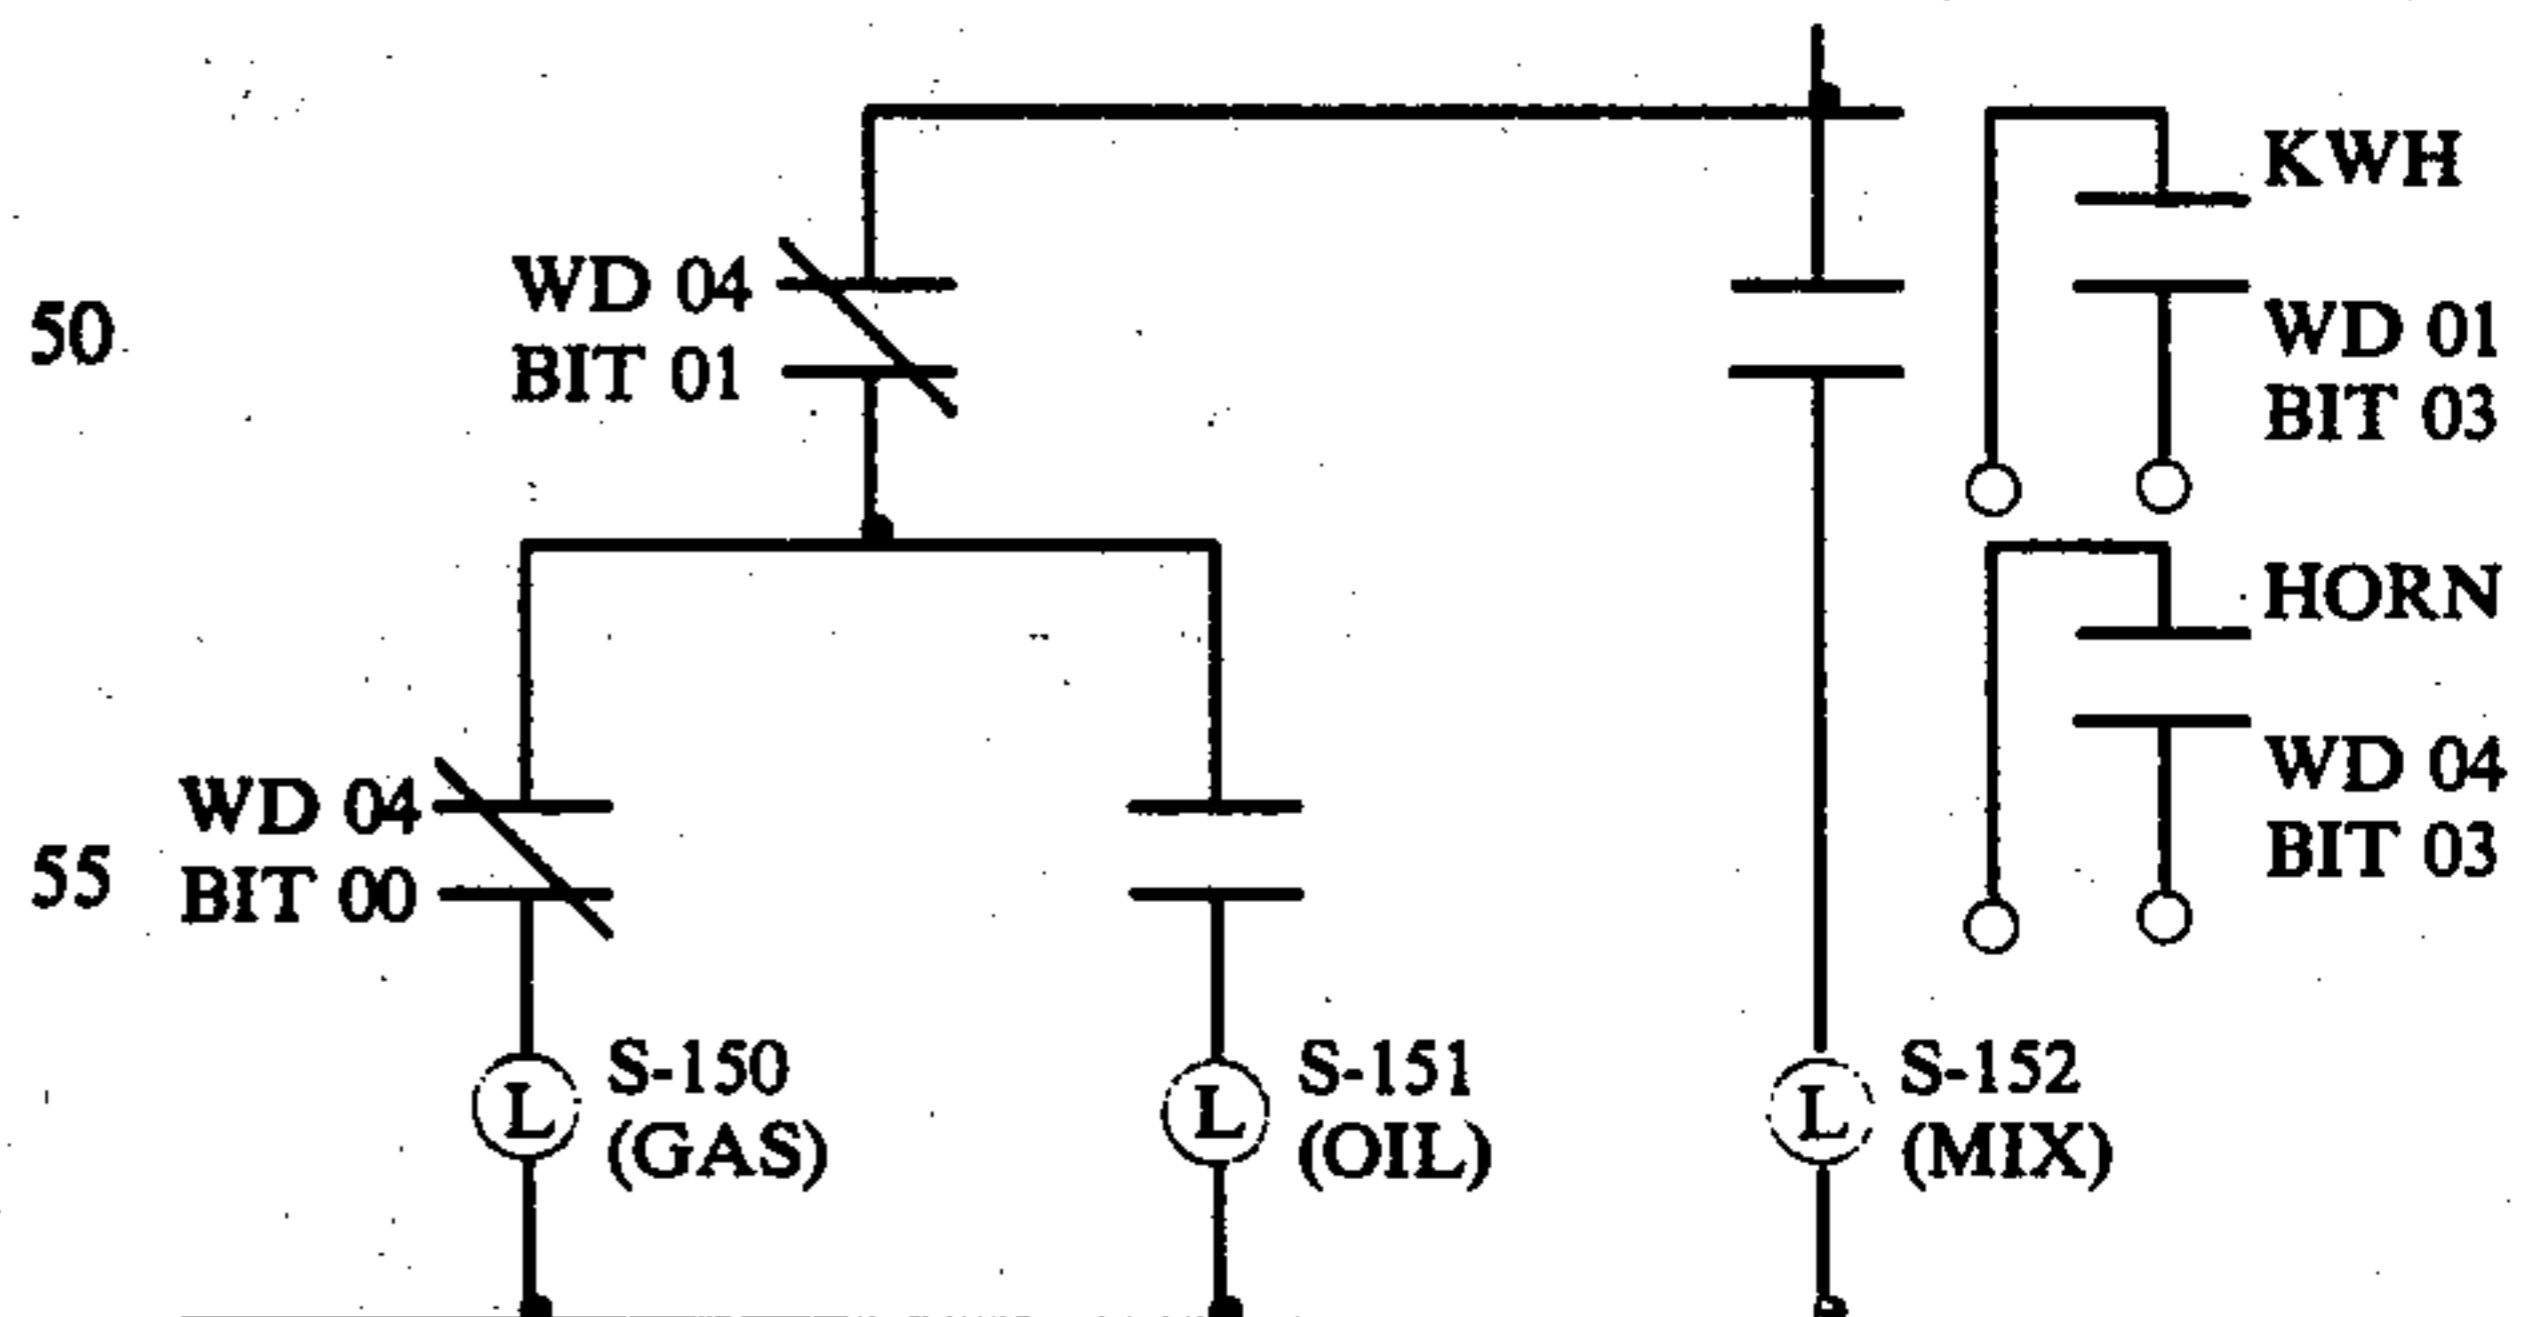 KWH
50
WD 04
BIT 01
WD 01
BIT 03
HORN
55
WD 04
BIT 00
WD 04
BIT 03
L
S-150
(GAS)
L
S-151
(OIL)
L
S-152
(MIX)